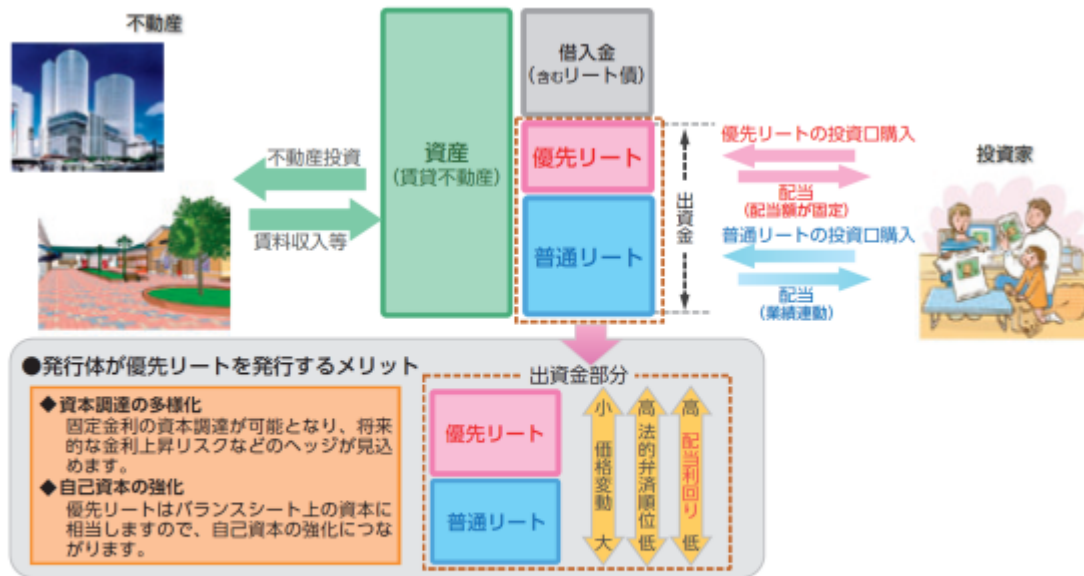 不動産
不動産投資
賃料収入等
資産
(賃貸不動産)
借入金
(含むリート債)
優先リート
普通リート
出資金
優先リートの投資口購入
配当
(配当額が固定)
普通リートの投資口購入
配当
(業績連動)
投資家
●発行体が優先リートを発行するメリット
◆資本調達の多様化
固定金利の資本調達が可能となり、将来
的な金利上昇リスクなどのヘッジが見込
めます。
◆自己資本の強化
優先リートはバランスシート上の資本に
相当しますので、自己資本の強化につな
がります。
出資金部分
優先リート
普通リート
小 価格変動 大
高 法的弁済順位 低
高 配当利回り 低